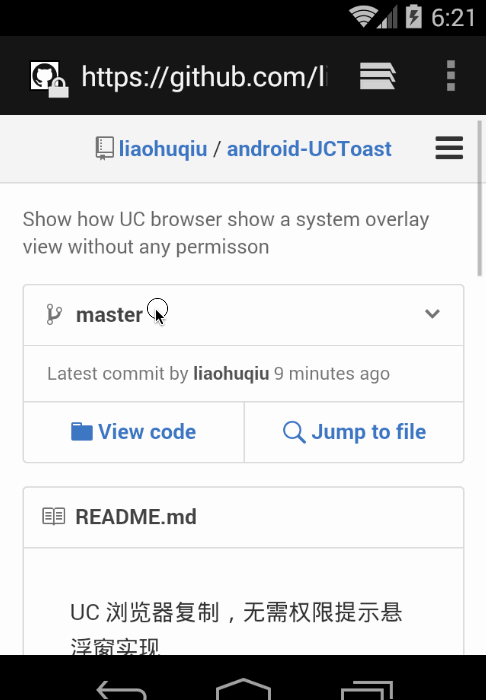 6:21
https://github.com/l
liaohuqiu / android-UCToast
Show how UC browser show a system overlay
view without any permisson
master
Latest commit by liaohuqiu 9 minutes ago
View code
Jump to file
README.md
UC 浏览器复制，无需权限提示悬
浮窗实现